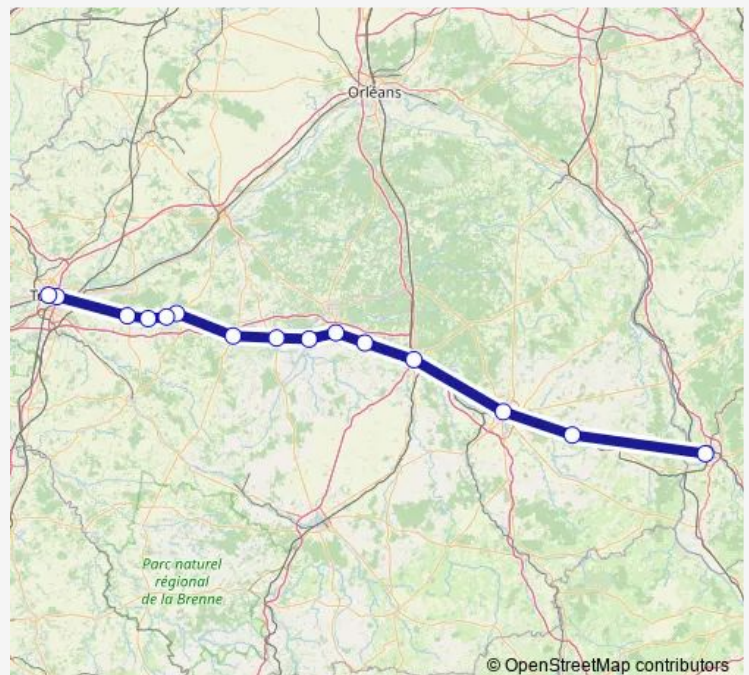 Orléans
T
Parc naturel
régional
de la Brenne
© OpenStreetMap contributors